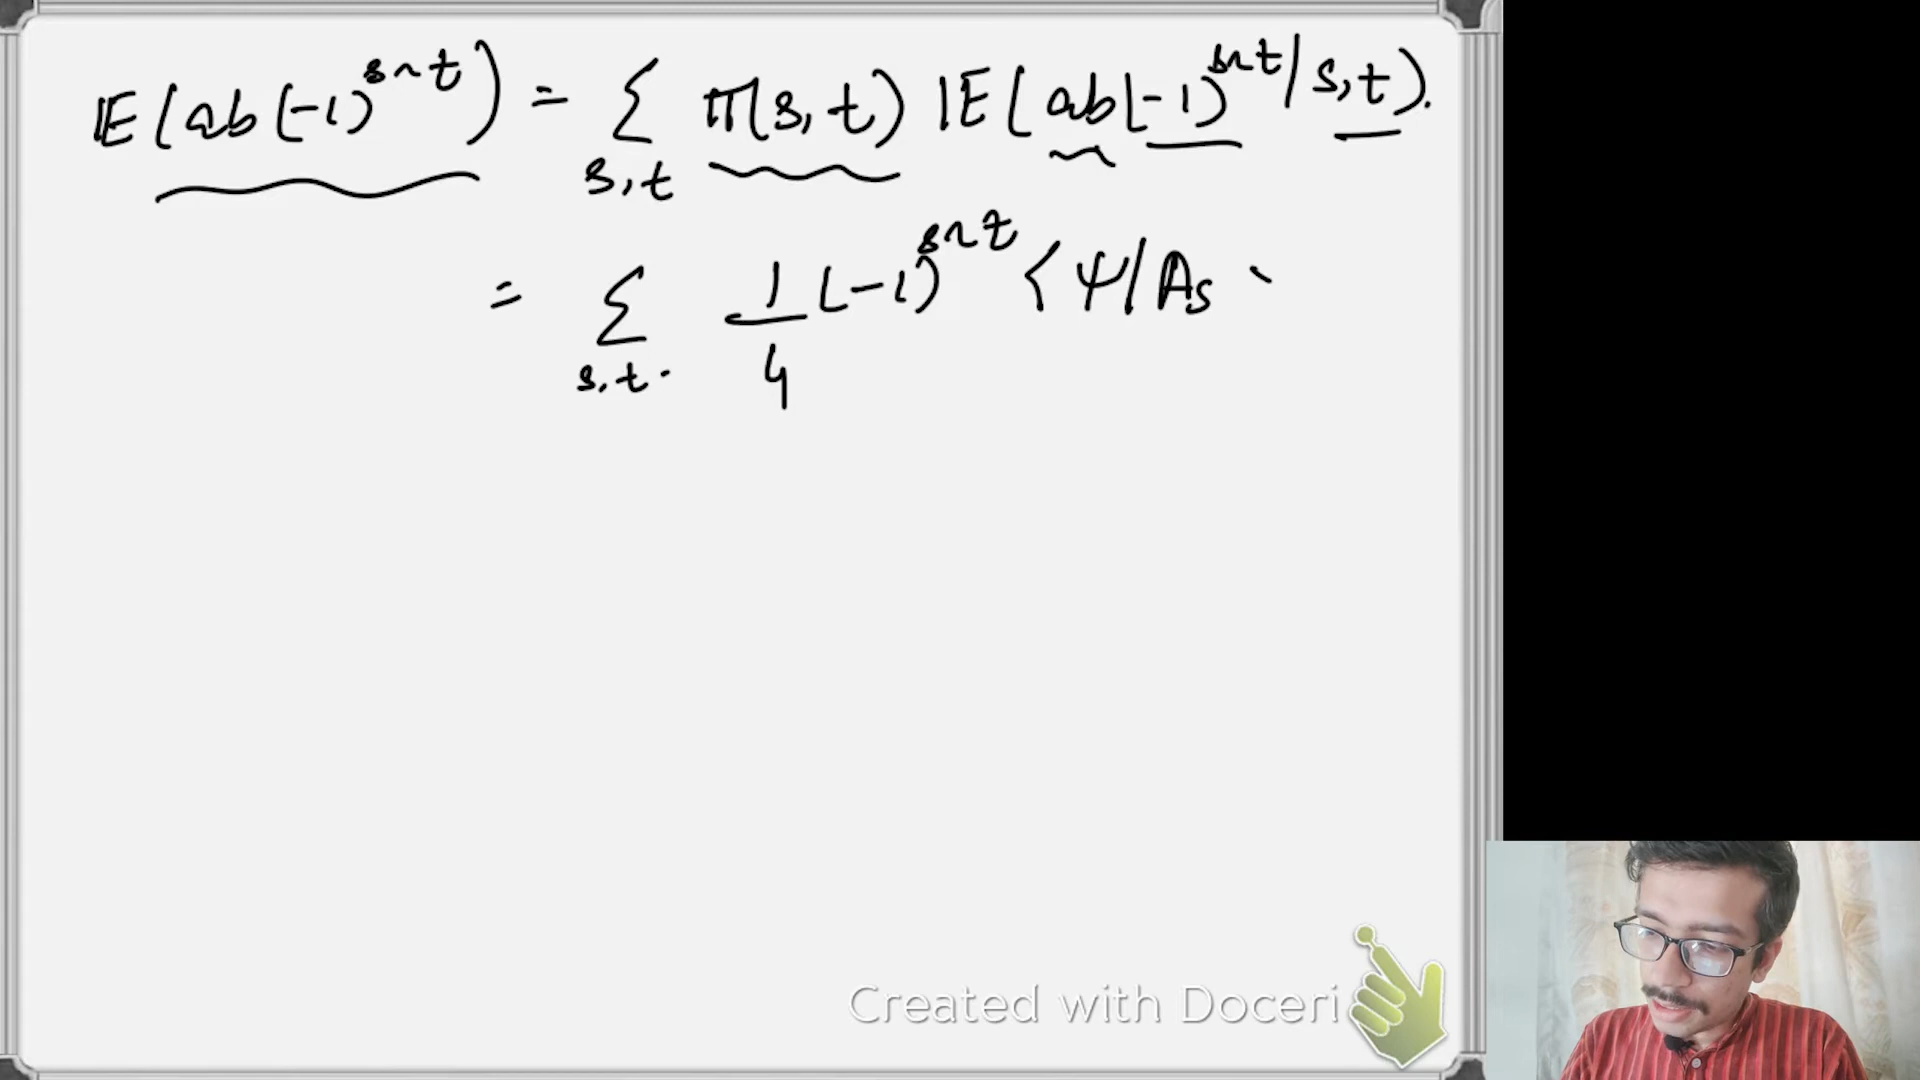 𝔼(ab(-1)^{s∧t}) = Σ_{s,t} π(s,t) 𝔼(ab(-1)^{s∧t}|s,t).
= Σ_{s,t.} 1/4 (-1)^{s∧t} ⟨ψ|A_s
Created with Doceri